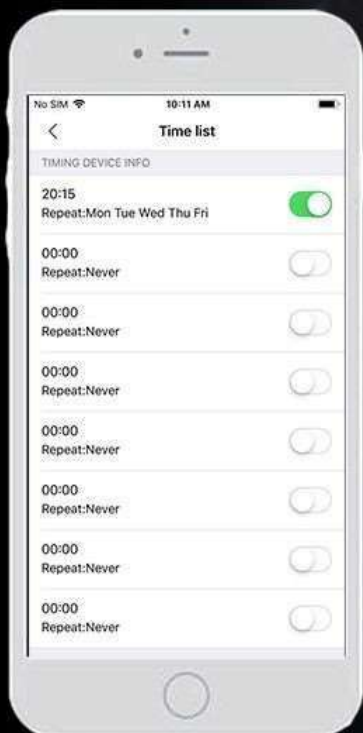 No SIM 10:11 AM
Time list
TIMING DEVICE INFO
20:15
Repeat:Mon Tue Wed Thu Fri
00:00
Repeat:Never
00:00
Repeat:Never
00:00
Repeat:Never
00:00
Repeat:Never
00:00
Repeat:Never
00:00
Repeat:Never
00:00
Repeat:Never